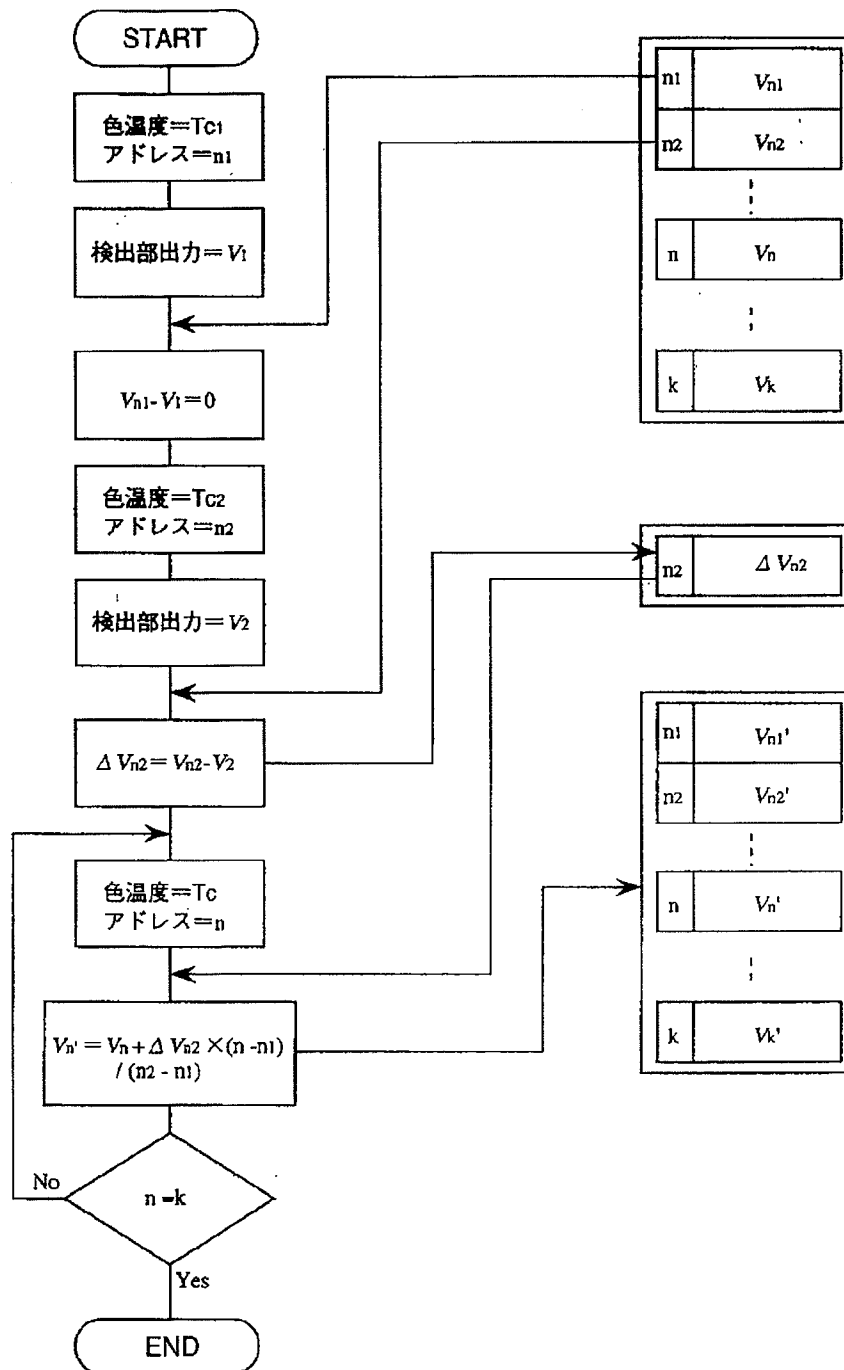 START
色温度=Tc1
アドレス=n1
検出部出力=V1
Vn1-V1=0
色温度=Tc2
アドレス=n2
検出部出力=V2
ΔVn2=Vn2-V2
色温度=Tc
アドレス=n
Vn'=Vn+ΔVn2×(n-n1)
/(n2-n1)
n=k
No
Yes
END
n1 Vn1
n2 Vn2
n Vn
k Vk
n2 ΔVn2
n1 Vn1'
n2 Vn2'
n Vn'
k Vk'